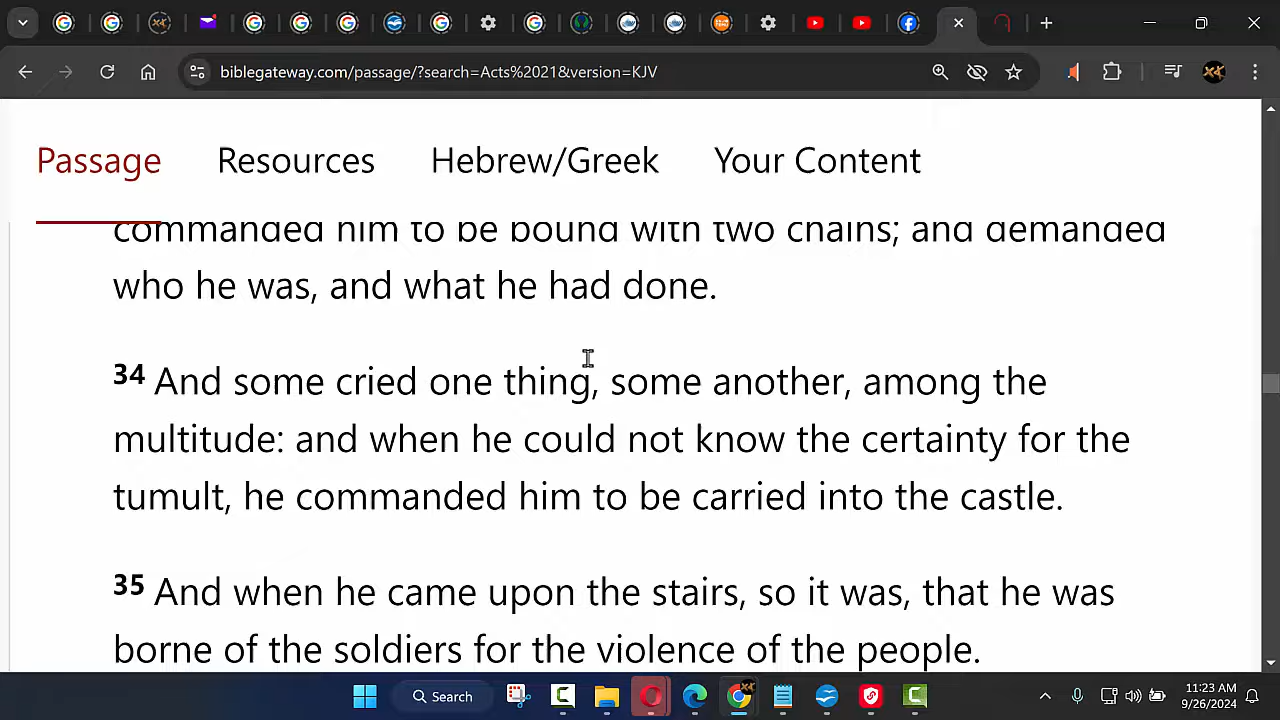 biblegateway.com/passage/?search=Acts%2021&version=KJV
Passage Resources Hebrew/Greek Your Content
commanded him to be bound with two chains; and demanded
who he was, and what he had done.
34 And some cried one thing, some another, among the
multitude: and when he could not know the certainty for the
tumult, he commanded him to be carried into the castle.
35 And when he came upon the stairs, so it was, that he was
borne of the soldiers for the violence of the people.
Search
11:23 AM
9/26/2024